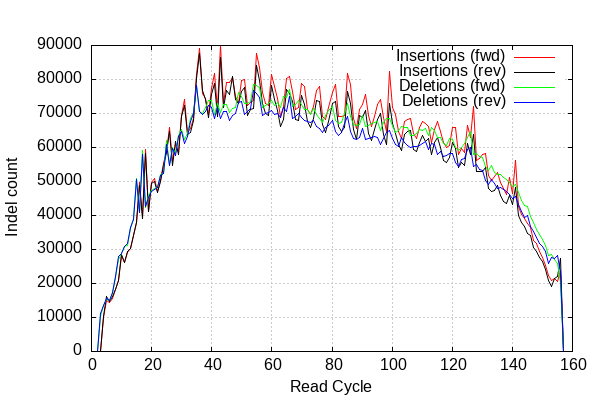 90000
80000
70000
60000
50000
40000
30000
20000
10000
0
Indel count
Insertions (fwd)
Insertions (rev)
Deletions (fwd)
Deletions (rev)
0 20 40 60 80 100 120 140 160
Read Cycle